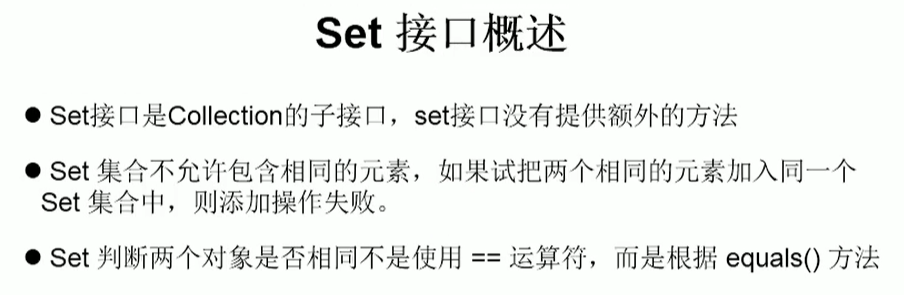 Set 接口概述
● Set接口是Collection的子接口，set接口没有提供额外的方法
● Set 集合不允许包含相同的元素，如果试把两个相同的元素加入同一个
Set 集合中，则添加操作失败。
● Set 判断两个对象是否相同不是使用 == 运算符，而是根据 equals() 方法